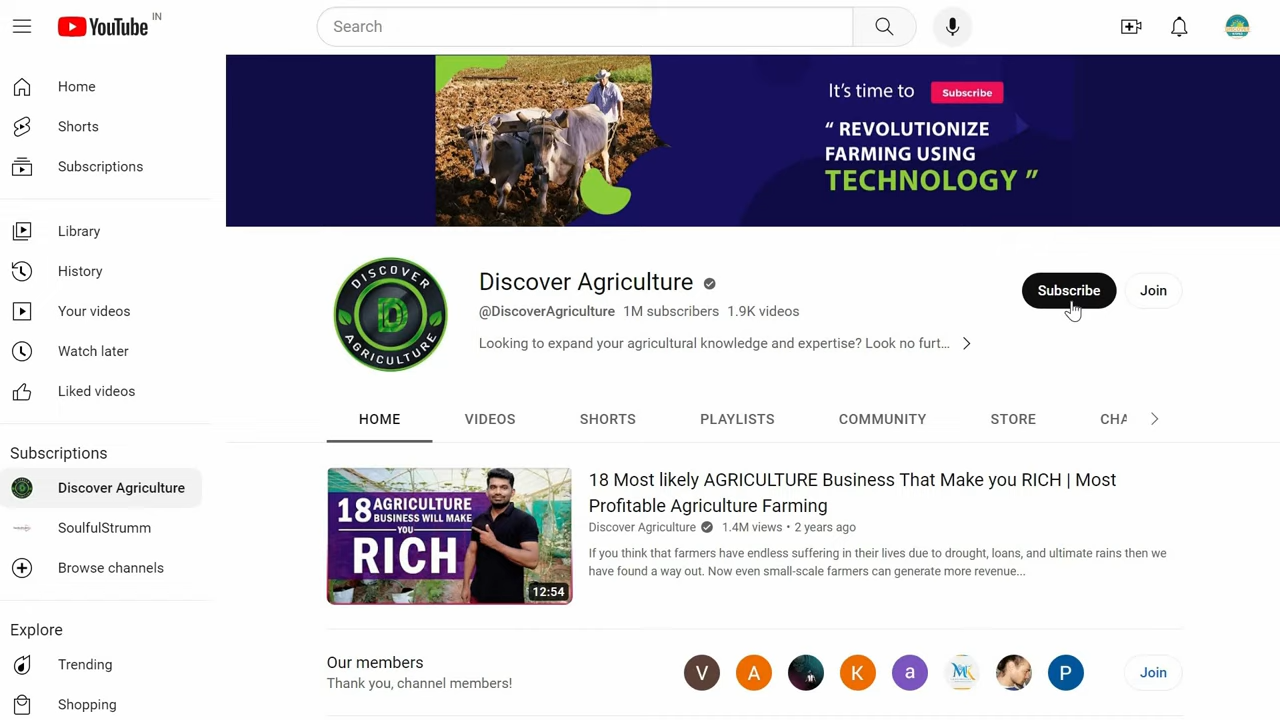 YouTube IN
Search
Home
Shorts
Subscriptions
Library
History
Your videos
Watch later
Liked videos
Subscriptions
Discover Agriculture
SoulfulStrumm
Browse channels
Explore
Trending
Shopping
It's time to Subscribe
“ REVOLUTIONIZE
FARMING USING
TECHNOLOGY ”
DISCOVER
D
AGRICULTURE
Discover Agriculture
@DiscoverAgriculture 1M subscribers 1.9K videos
Looking to expand your agricultural knowledge and expertise? Look no furt...
Subscribe
Join
HOME VIDEOS SHORTS PLAYLISTS COMMUNITY STORE CHA
18 AGRICULTURE
BUSINESS WILL MAKE
YOU
RICH
12:54
18 Most likely AGRICULTURE Business That Make you RICH | Most
Profitable Agriculture Farming
Discover Agriculture 1.4M views • 2 years ago
If you think that farmers have endless suffering in their lives due to drought, loans, and ultimate rains then we
have found a way out. Now even small-scale farmers can generate more revenue...
Our members
Thank you, channel members!
V A K a MK P
Join